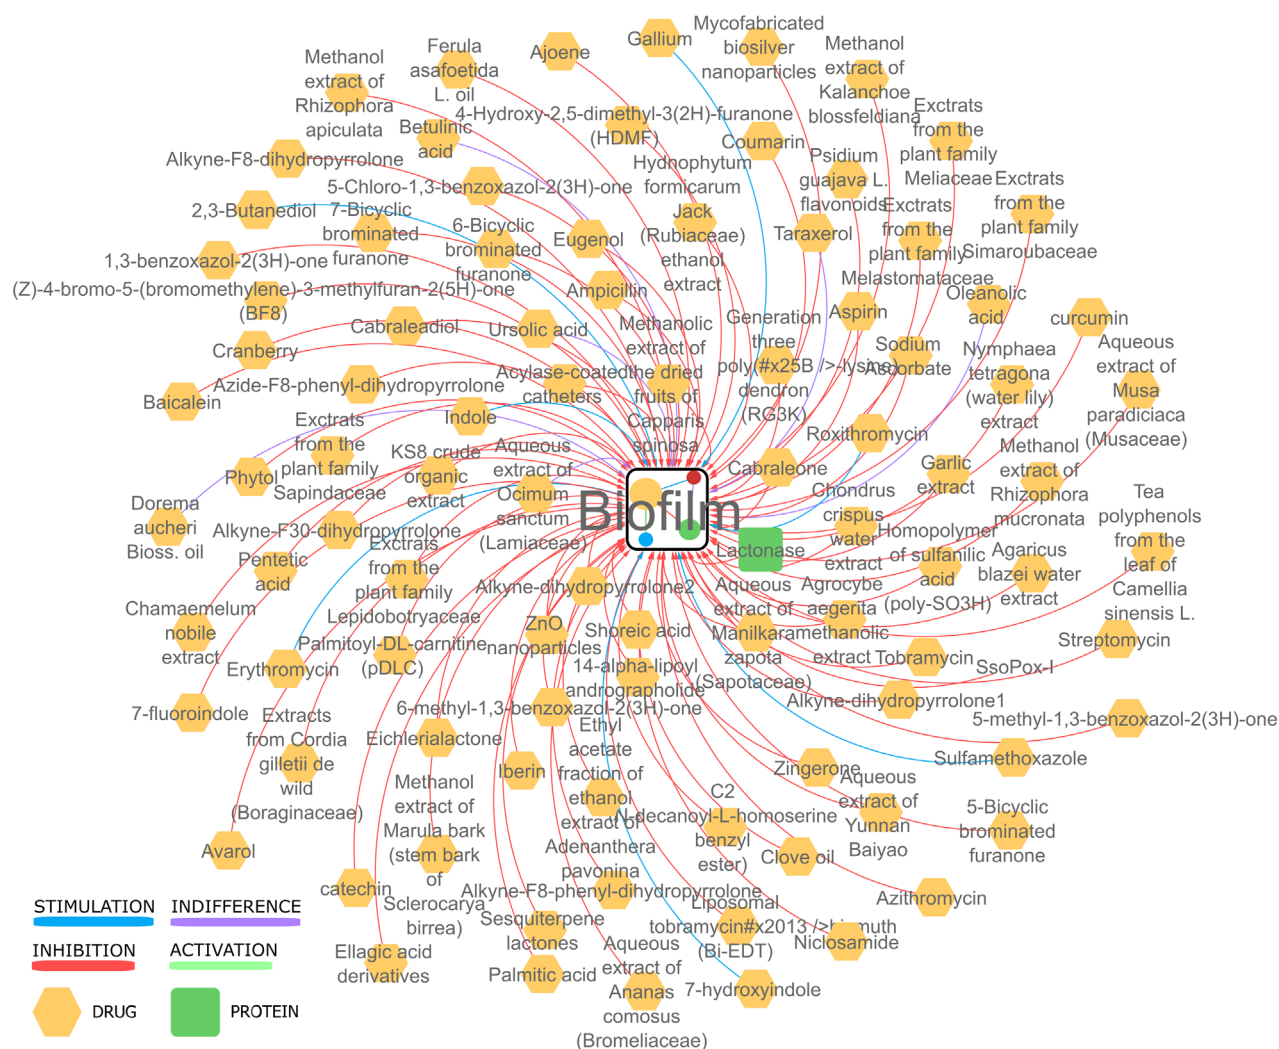 Methanol
extract of
Rhizophora
apiculata
Ferula
asafoetida
L. oil
Ajoene
Gallium
Mycofabricated
biosilver
nanoparticles
Methanol
extract of
Kalanchoe
blossfeldiana
4-Hydroxy-2,5-dimethyl-3(2H)-furanone
(HDMF)
Betulinic
acid
Coumarin
Exctrats
from the
plant family
Meliaceae
Alkyne-F8-dihydropyrrolone
Hydnophytum
formicarum
Jack
(Rubiaceae)
ethanol
extract
Psidium
guajava L.
flavonoids
Exctrats
from the
plant family
Simaroubaceae
5-Chloro-1,3-benzoxazol-2(3H)-one
2,3-Butanediol
7-Bicyclic
brominated
furanone
6-Bicyclic
brominated
furanone
Eugenol
Taraxerol
Exctrats
from the
plant family
Melastomataceae
1,3-benzoxazol-2(3H)-one
(Z)-4-bromo-5-(bromomethylene)-3-methylfuran-2(5H)-one
(BF8)
Ampicillin
Oleanolic
acid
Cabraleadiol
Ursolic acid
Methanolic
extract of
the dried
fruits of
Capparis
spinosa
Generation
three
poly(#x25B />-lysine)
dendron
(RG3K)
Aspirin
curcumin
Cranberry
Sodium
Ascorbate
Nymphaea
tetragona
(water lily)
extract
Aqueous
extract of
Musa
paradiciaca
(Musaceae)
Azide-F8-phenyl-dihydropyrrolone
Acylase-coated
catheters
Baicalein
Indole
Roxithromycin
Exctrats
from the
plant family
Sapindaceae
KS8 crude
organic
extract
Aqueous
extract of
Ocimum
sanctum
(Lamiaceae)
Phytol
Cabraleone
Garlic
extract
Methanol
extract of
Rhizophora
mucronata
Dorema
aucheri
Bioss. oil
Biofilm
Chondrus
crispus
water
extract
Tea
polyphenols
from the
leaf of
Camellia
sinensis L.
Alkyne-F30-dihydropyrrolone
Lactonase
Homopolymer
of sulfanilic
acid
(poly-SO3H)
Agaricus
blazei water
extract
Pentetic
acid
Exctrats
from the
plant family
Lepidobotryaceae
Alkyne-dihydropyrrolone2
Aqueous
extract of
Manilkara
zapota
(Sapotaceae)
Agrocybe
aegerita
methanolic
extract
Chamaemelum
nobile
extract
ZnO
nanoparticles
Shoreic acid
Streptomycin
Palmitoyl-DL-carnitine
(pDLC)
Erythromycin
14-alpha-lipoyl
andrographolide
Tobramycin
SsoPox-I
7-fluoroindole
6-methyl-1,3-benzoxazol-2(3H)-one
Alkyne-dihydropyrrolone1
5-methyl-1,3-benzoxazol-2(3H)-one
Extracts
from Cordia
gilletii de
wild
(Boraginaceae)
Eichlerialactone
Ethyl
acetate
fraction of
ethanol
extract of
Adenanthera
pavonina
Sulfamethoxazole
Iberin
Zingerone
Methanol
extract of
Marula bark
(stem bark
of
Sclerocarya
birrea)
C2
N-decanoyl-L-homoserine
benzyl
ester)
Aqueous
extract of
Yunnan
Baiyao
5-Bicyclic
brominated
furanone
Avarol
Clove oil
catechin
Alkyne-F8-phenyl-dihydropyrrolone
Azithromycin
Sesquiterpene
lactones
Liposomal
tobramycin#x2013 />bismuth
(Bi-EDT)
Niclosamide
Ellagic acid
derivatives
Palmitic acid
Aqueous
extract of
Ananas
comosus
(Bromeliaceae)
7-hydroxyindole
STIMULATION
INDIFFERENCE
INHIBITION
ACTIVATION
DRUG
PROTEIN